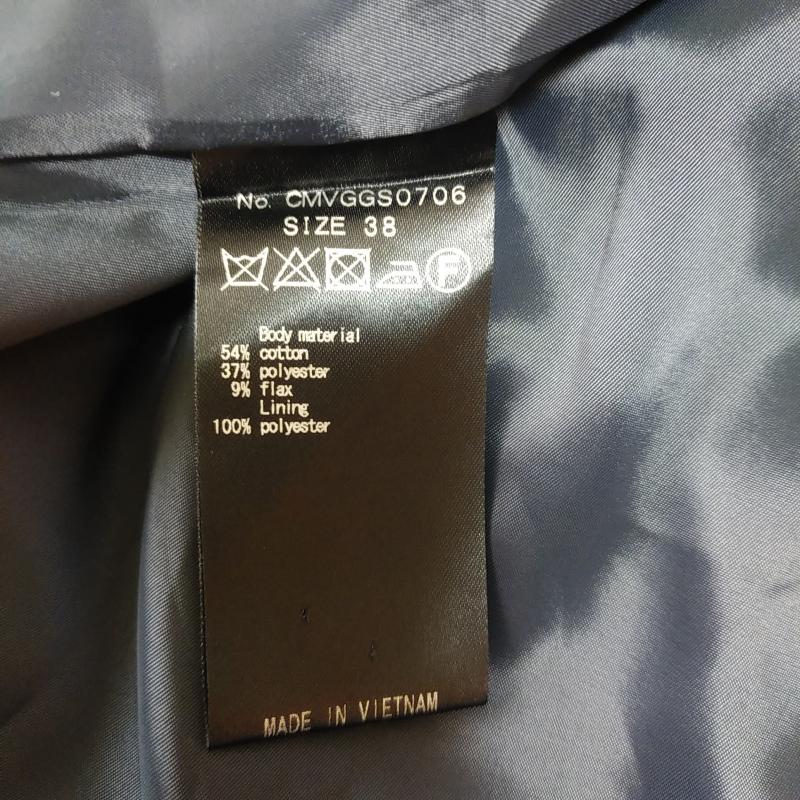 No. CMVGGS0706
SIZE 38
F
Body material
54% cotton
37% polyester
9% flax
Lining
100% polyester
MADE IN VIETNAM